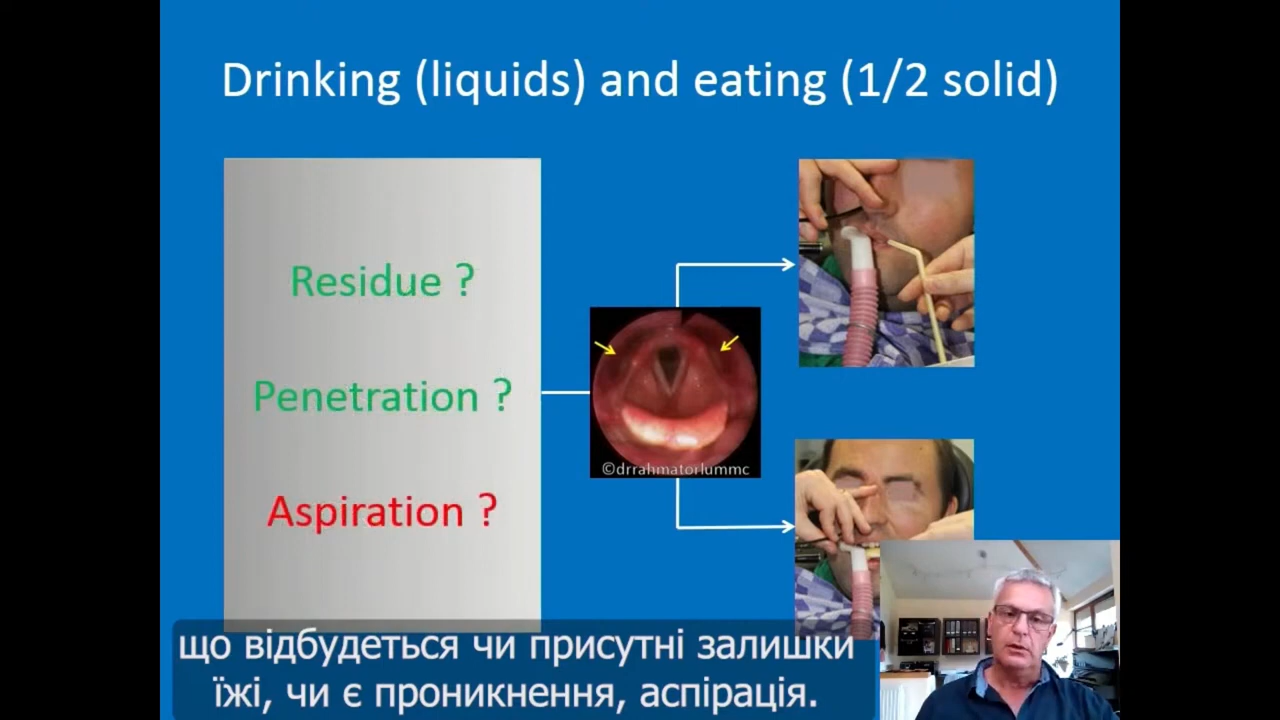 Drinking (liquids) and eating (1/2 solid)
Residue ?
Penetration ?
Aspiration ?
©drrahmatorlummc
що відбудеться чи присутні залишки
їжі, чи є проникнення, аспірація.